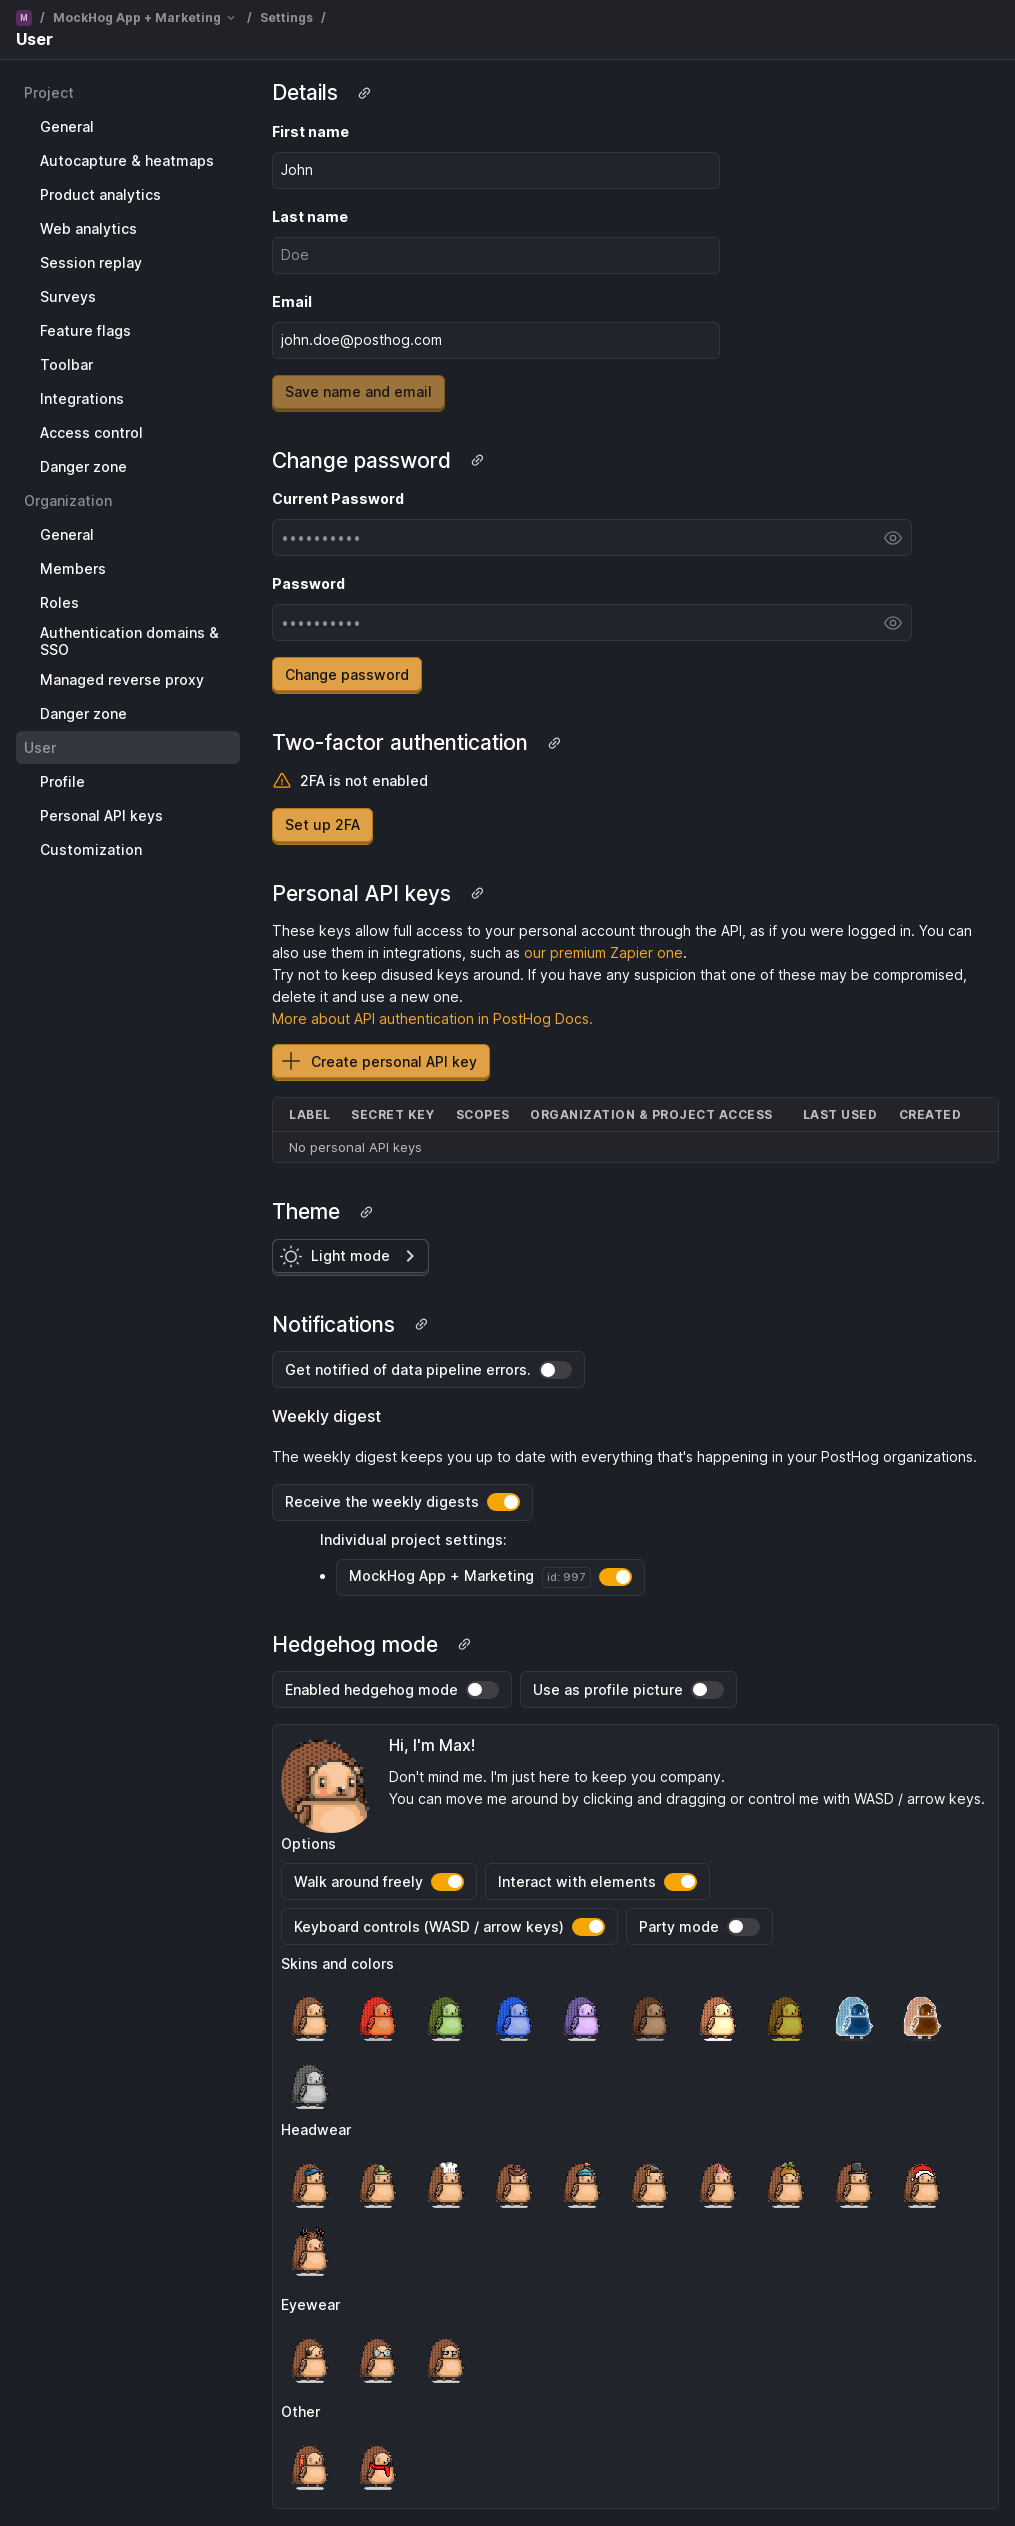 M / MockHog App + Marketing / Settings /
User
Project
General
Autocapture & heatmaps
Product analytics
Web analytics
Session replay
Surveys
Feature flags
Toolbar
Integrations
Access control
Danger zone
Organization
General
Members
Roles
Authentication domains &
SSO
Managed reverse proxy
Danger zone
User
Profile
Personal API keys
Customization
Details
First name
John
Last name
Doe
Email
john.doe@posthog.com
Save name and email
Change password
Current Password
••••••••••
Password
••••••••••
Change password
Two-factor authentication
2FA is not enabled
Set up 2FA
Personal API keys
These keys allow full access to your personal account through the API, as if you were logged in. You can
also use them in integrations, such as our premium Zapier one.
Try not to keep disused keys around. If you have any suspicion that one of these may be compromised,
delete it and use a new one.
More about API authentication in PostHog Docs.
Create personal API key
LABEL SECRET KEY SCOPES ORGANIZATION & PROJECT ACCESS LAST USED CREATED
No personal API keys
Theme
Light mode
Notifications
Get notified of data pipeline errors.
Weekly digest
The weekly digest keeps you up to date with everything that's happening in your PostHog organizations.
Receive the weekly digests
Individual project settings:
• MockHog App + Marketing id: 997
Hedgehog mode
Enabled hedgehog mode Use as profile picture
Hi, I'm Max!
Don't mind me. I'm just here to keep you company.
You can move me around by clicking and dragging or control me with WASD / arrow keys.
Options
Walk around freely Interact with elements
Keyboard controls (WASD / arrow keys) Party mode
Skins and colors
Headwear
Eyewear
Other